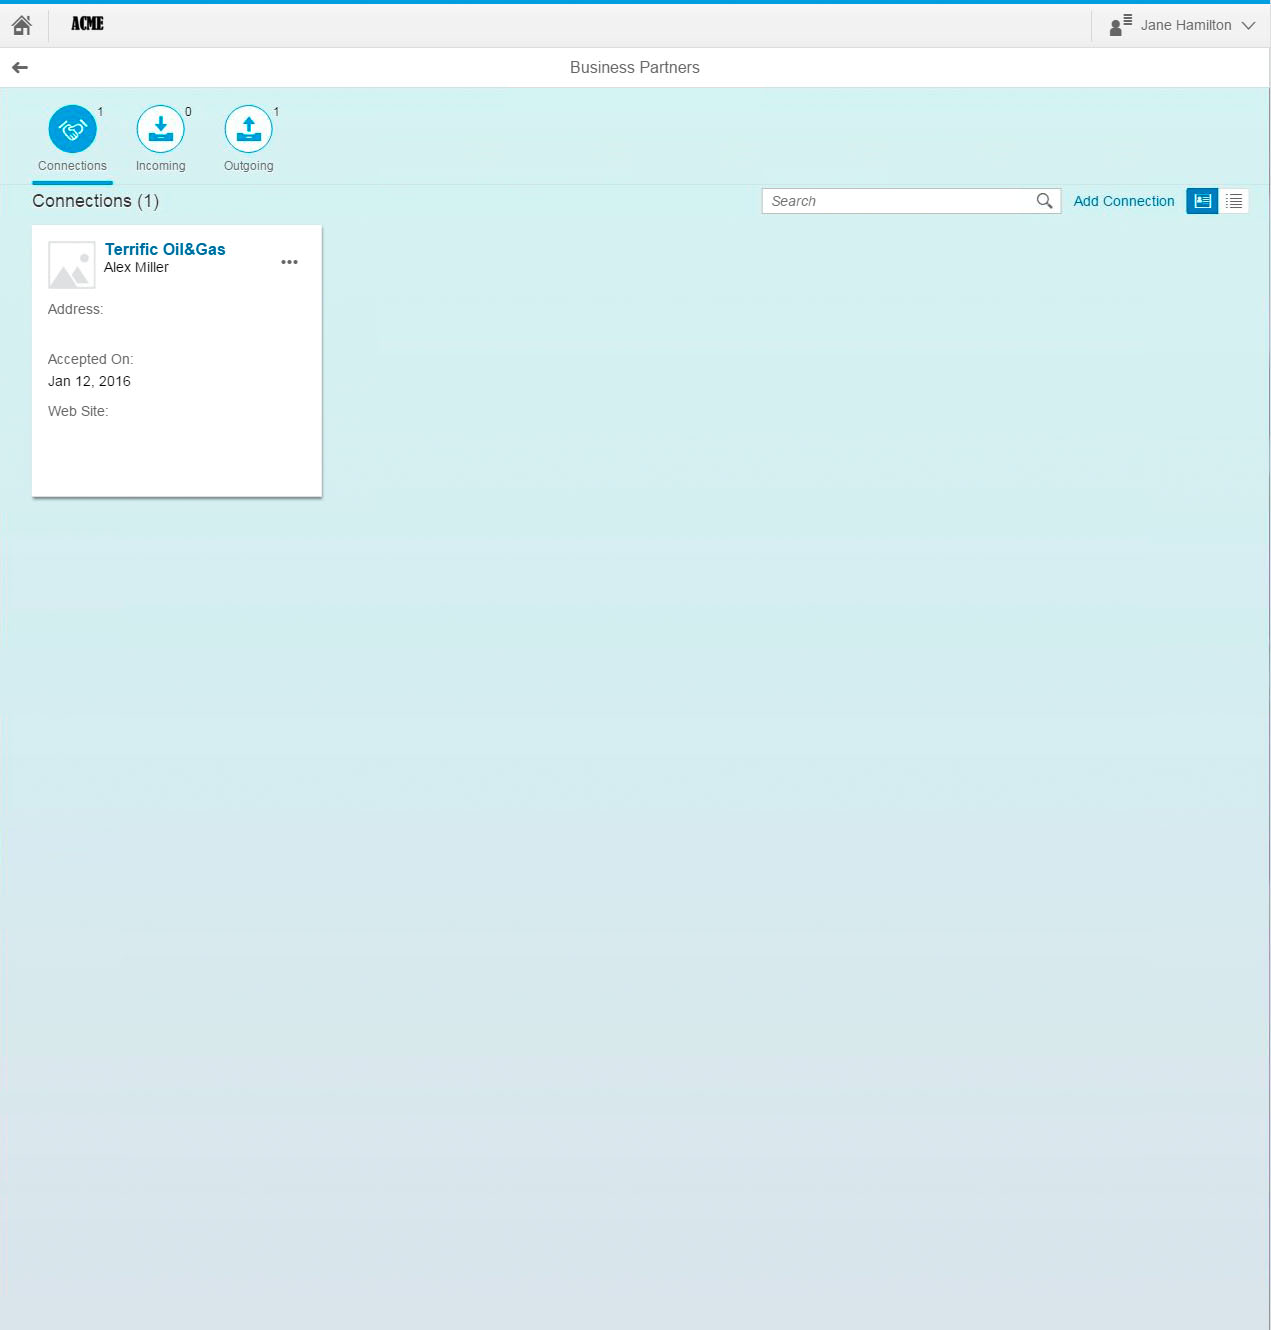 ACME
Jane Hamilton
Business Partners
1
0
1
Connections
Incoming
Outgoing
Connections (1)
Search
Add Connection
Terrific Oil&Gas
Alex Miller
Address:
Accepted On:
Jan 12, 2016
Web Site: